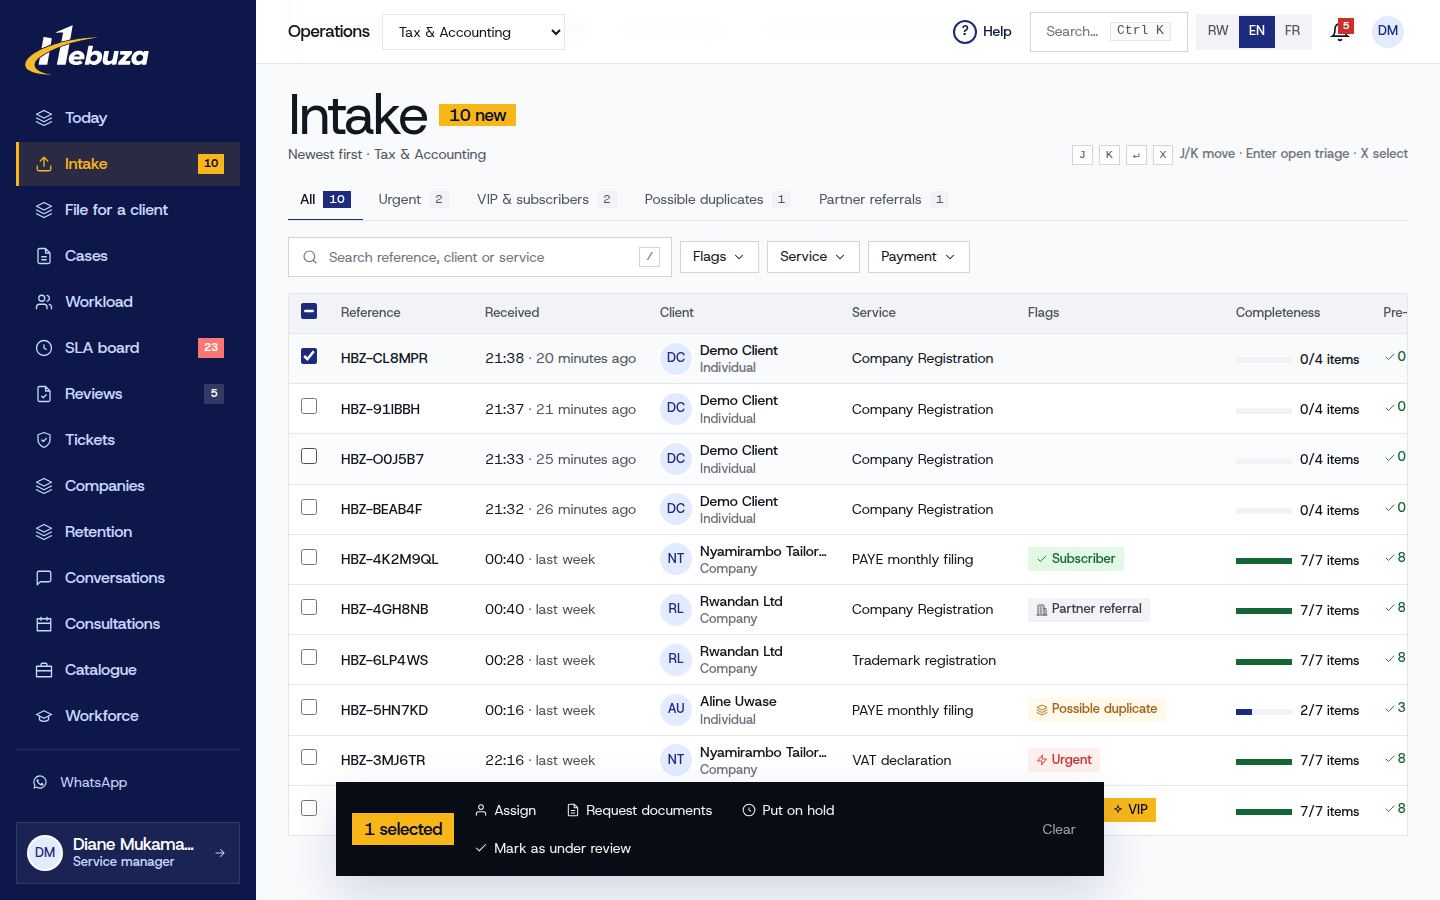 Hebuza
Today
Intake 10
File for a client
Cases
Workload
SLA board 23
Reviews 5
Tickets
Companies
Retention
Conversations
Consultations
Catalogue
Workforce
WhatsApp
DM Diane Mukama...
Service manager
Operations Tax & Accounting ? Help Search... Ctrl K RW EN FR 5 DM
Intake 10 new
Newest first · Tax & Accounting J K ↵ X J/K move · Enter open triage · X select
All 10 Urgent 2 VIP & subscribers 2 Possible duplicates 1 Partner referrals 1
Search reference, client or service / Flags Service Payment
Reference Received Client Service Flags Completeness Pre-
HBZ-CL8MPR 21:38 · 20 minutes ago DC Demo Client Individual Company Registration 0/4 items 0
HBZ-91IBBH 21:37 · 21 minutes ago DC Demo Client Individual Company Registration 0/4 items 0
HBZ-O0J5B7 21:33 · 25 minutes ago DC Demo Client Individual Company Registration 0/4 items 0
HBZ-BEAB4F 21:32 · 26 minutes ago DC Demo Client Individual Company Registration 0/4 items 0
HBZ-4K2M9QL 00:40 · last week NT Nyamirambo Tailor... Company PAYE monthly filing Subscriber 7/7 items 8
HBZ-4GH8NB 00:40 · last week RL Rwandan Ltd Company Company Registration Partner referral 7/7 items 8
HBZ-6LP4WS 00:28 · last week RL Rwandan Ltd Company Trademark registration 7/7 items 8
HBZ-5HN7KD 00:16 · last week AU Aline Uwase Individual PAYE monthly filing Possible duplicate 2/7 items 3
HBZ-3MJ6TR 22:16 · last week NT Nyamirambo Tailor... Company VAT declaration Urgent 7/7 items 8
VIP 7/7 items 8
1 selected Assign Request documents Put on hold Clear
Mark as under review